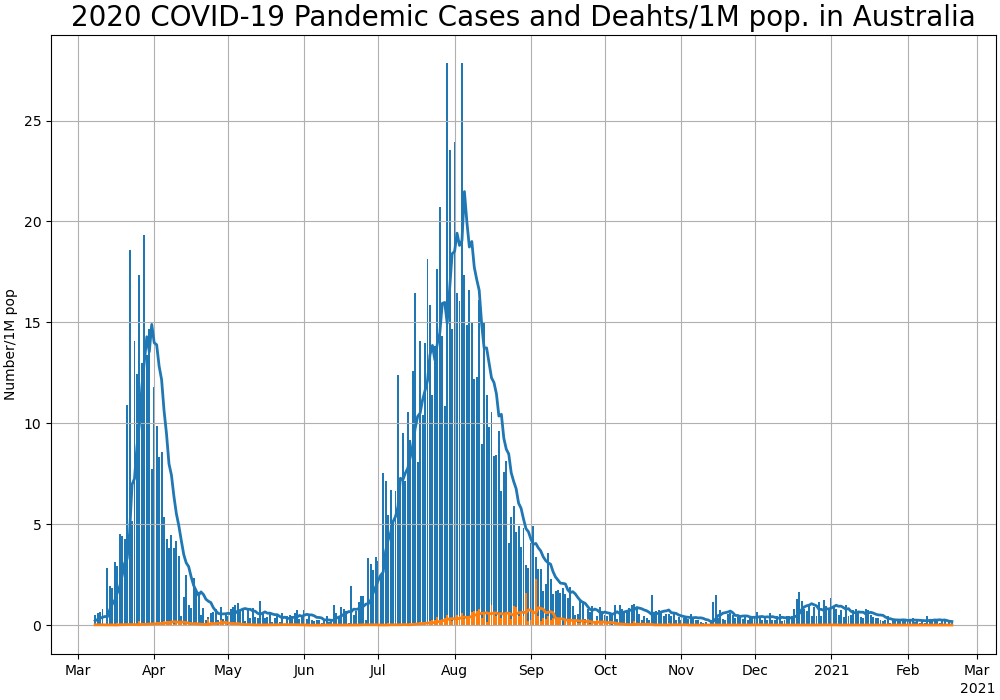 2020 COVID-19 Pandemic Cases and Deahts/1M pop. in Australia
Number/1M pop
25
20
15
10
5
0
Mar Apr May Jun Jul Aug Sep Oct Nov Dec 2021 Feb Mar
2021